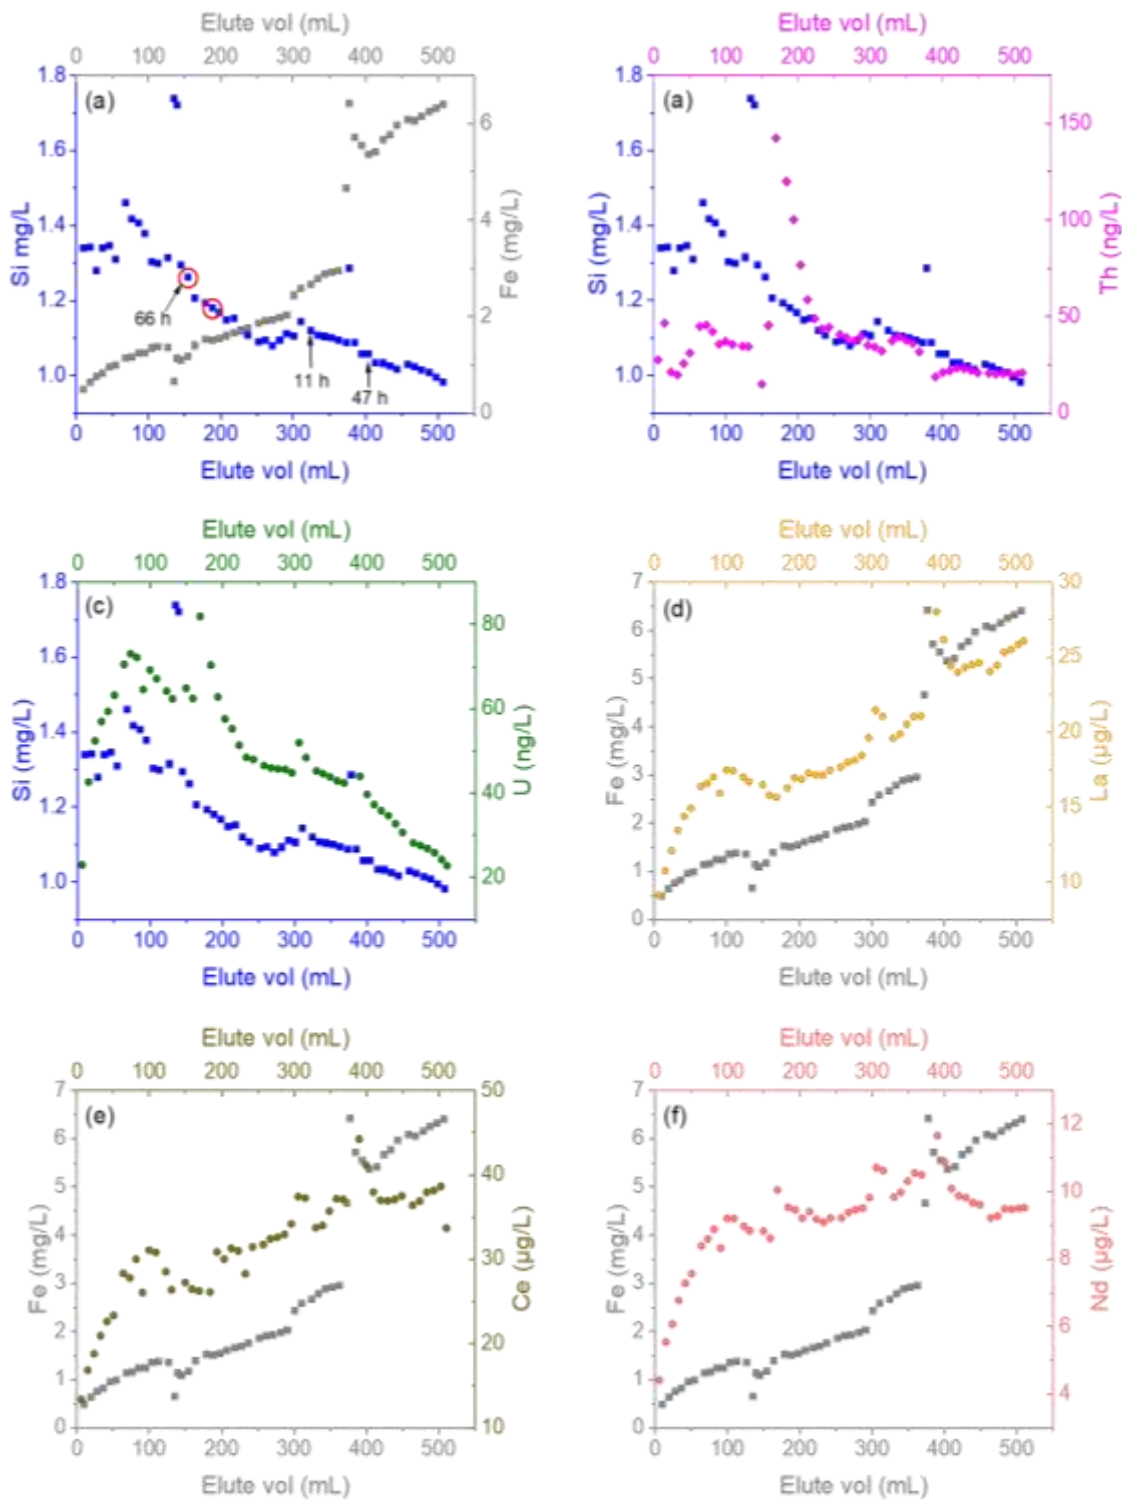 Elute vol (mL)
0 100 200 300 400 500
1.8
1.6
1.4
1.2
1.0
Si mg/L
(a)
66 h
11 h
47 h
6
4
2
0
Fe (mg/L)
0 100 200 300 400 500
Elute vol (mL)
Elute vol (mL)
0 100 200 300 400 500
1.8
1.6
1.4
1.2
1.0
Si (mg/L)
(a)
150
100
50
0
Th (ng/L)
0 100 200 300 400 500
Elute vol (mL)
Elute vol (mL)
0 100 200 300 400 500
1.8
1.6
1.4
1.2
1.0
Si (mg/L)
(c)
80
60
40
20
U (ng/L)
0 100 200 300 400 500
Elute vol (mL)
Elute vol (mL)
0 100 200 300 400 500
7
6
5
4
3
2
1
0
Fe (mg/L)
(d)
30
25
20
15
10
La (µg/L)
0 100 200 300 400 500
Elute vol (mL)
Elute vol (mL)
0 100 200 300 400 500
7
6
5
4
3
2
1
0
Fe (mg/L)
(e)
50
40
30
20
10
Ce (µg/L)
0 100 200 300 400 500
Elute vol (mL)
Elute vol (mL)
0 100 200 300 400 500
7
6
5
4
3
2
1
0
Fe (mg/L)
(f)
12
10
8
6
4
Nd (µg/L)
0 100 200 300 400 500
Elute vol (mL)